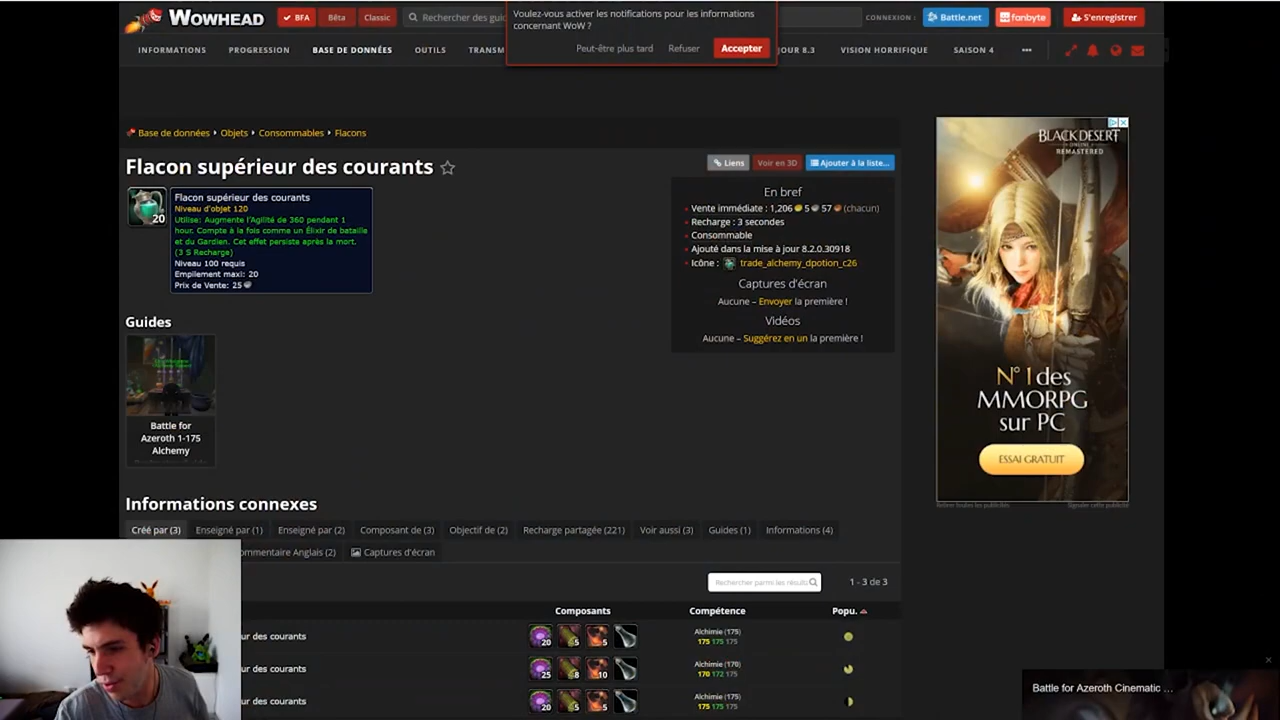 WOWHEAD
BFA
Bêta
Classic
Rechercher des gui
Voulez-vous activer les notifications pour les informations
concernant WoW ?
Peut-être plus tard
Refuser
Accepter
CONNEXION :
Battle.net
fanbyte
S'enregistrer
INFORMATIONS
PROGRESSION
BASE DE DONNÉES
OUTILS
TRANSM
JOUR 8.3
VISION HORRIFIQUE
SAISON 4
Base de données
Objets
Consommables
Flacons
Flacon supérieur des courants
Liens
Voir en 3D
Ajouter à la liste...
20
Flacon supérieur des courants
Niveau d'objet 120
Utilise: Augmente l'Agilité de 360 pendant 1
hour. Compte à la fois comme un Élixir de bataille
et du Gardien. Cet effet persiste après la mort.
(3 S Recharge)
Niveau 100 requis
Empilement maxi: 20
Prix de Vente: 25
En bref
Vente immédiate : 1,206 5 57 (chacun)
Recharge : 3 secondes
Consommable
Ajouté dans la mise à jour 8.2.0.30918
Icône : trade_alchemy_dpotion_c26
Captures d'écran
Aucune – Envoyer la première !
Vidéos
Aucune – Suggérez en un la première !
Guides
Battle for
Azeroth 1-175
Alchemy
BLACK DESERT
REMASTERED
N°1 des
MMORPG
sur PC
ESSAI GRATUIT
Retirer toutes les publicités
Signaler cette publicité
Informations connexes
Créé par (3)
Enseigné par (1)
Enseigné par (2)
Composant de (3)
Objectif de (2)
Recharge partagée (221)
Voir aussi (3)
Guides (1)
Informations (4)
ommentaire Anglais (2)
Captures d'écran
Rechercher parmi les résulta
1 - 3 de 3
Composants
Compétence
Popu.
ur des courants
20
5
5
Alchimie (175)
175 175 175
ur des courants
25
8
10
Alchimie (170)
170 172 175
ur des courants
20
5
5
Alchimie (175)
175 175 175
Battle for Azeroth Cinematic ...